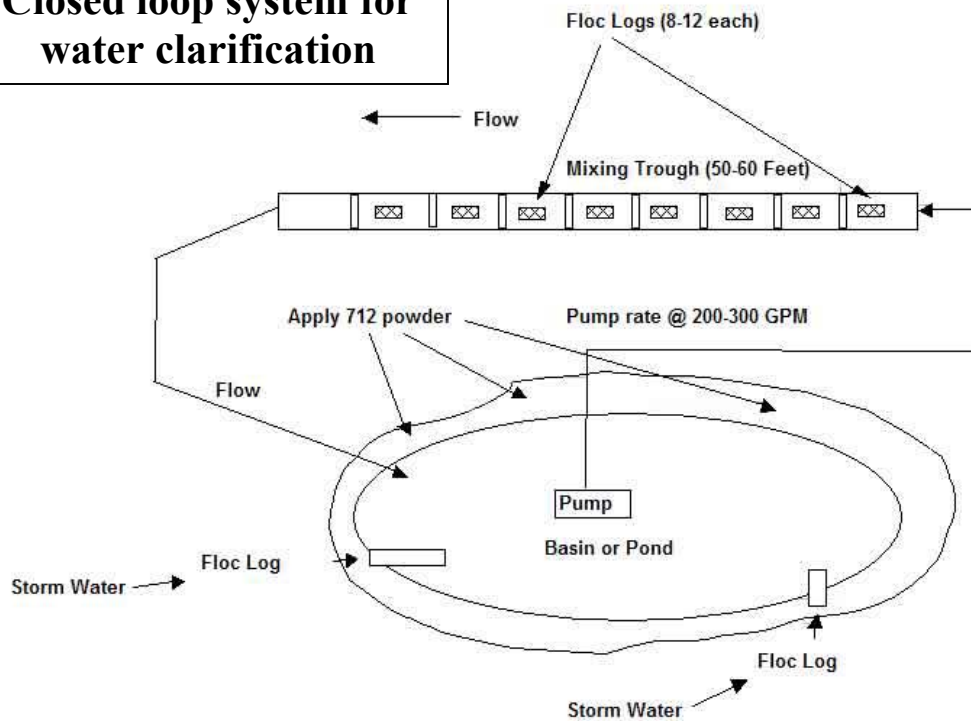 Closed loop system for
water clarification
Floc Logs (8-12 each)
Flow
Mixing Trough (50-60 Feet)
Apply 712 powder
Pump rate @ 200-300 GPM
Flow
Pump
Basin or Pond
Floc Log
Storm Water
Floc Log
Storm Water